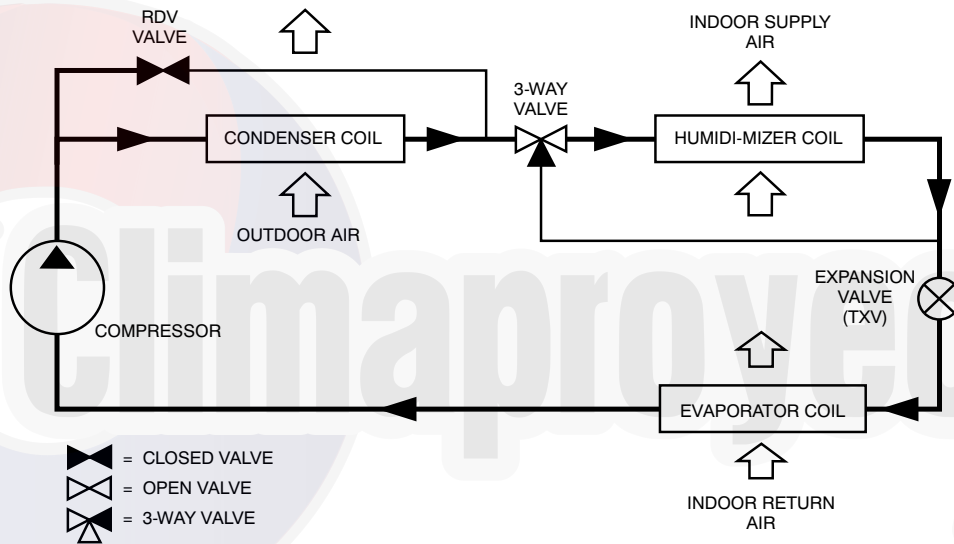 RDV
VALVE
INDOOR SUPPLY
AIR
3-WAY
VALVE
CONDENSER COIL
HUMIDI-MIZER COIL
OUTDOOR AIR
EXPANSION
VALVE
(TXV)
COMPRESSOR
Climaproyec
EVAPORATOR COIL
= CLOSED VALVE
= OPEN VALVE
= 3-WAY VALVE
INDOOR RETURN
AIR